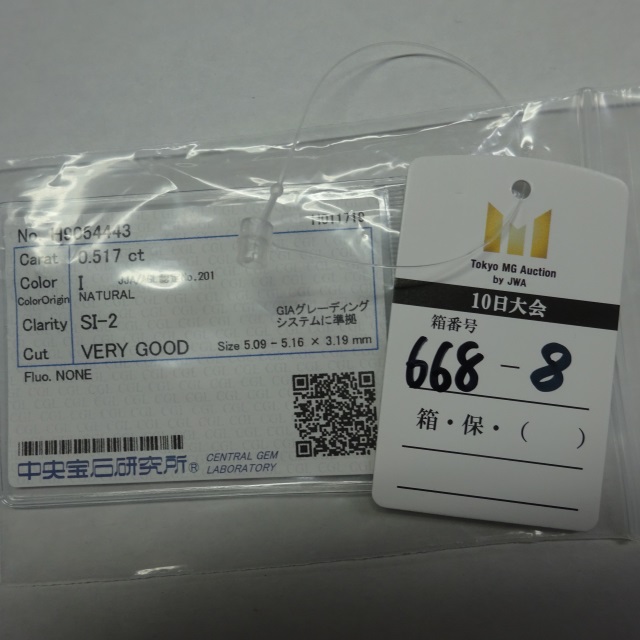 No. H9C64443
Carat 0.517 ct
Color I
ColorOrigin NATURAL
GIAグレーディング
システムに準拠
Clarity SI-2
Cut VERY GOOD Size 5.09 - 5.16 × 3.19 mm
Fluo. NONE
中央宝石研究所® CENTRAL GEM
LABORATORY
Tokyo MG Auction
by JWA
10日大会
箱番号
668 - 8
箱・保・( )